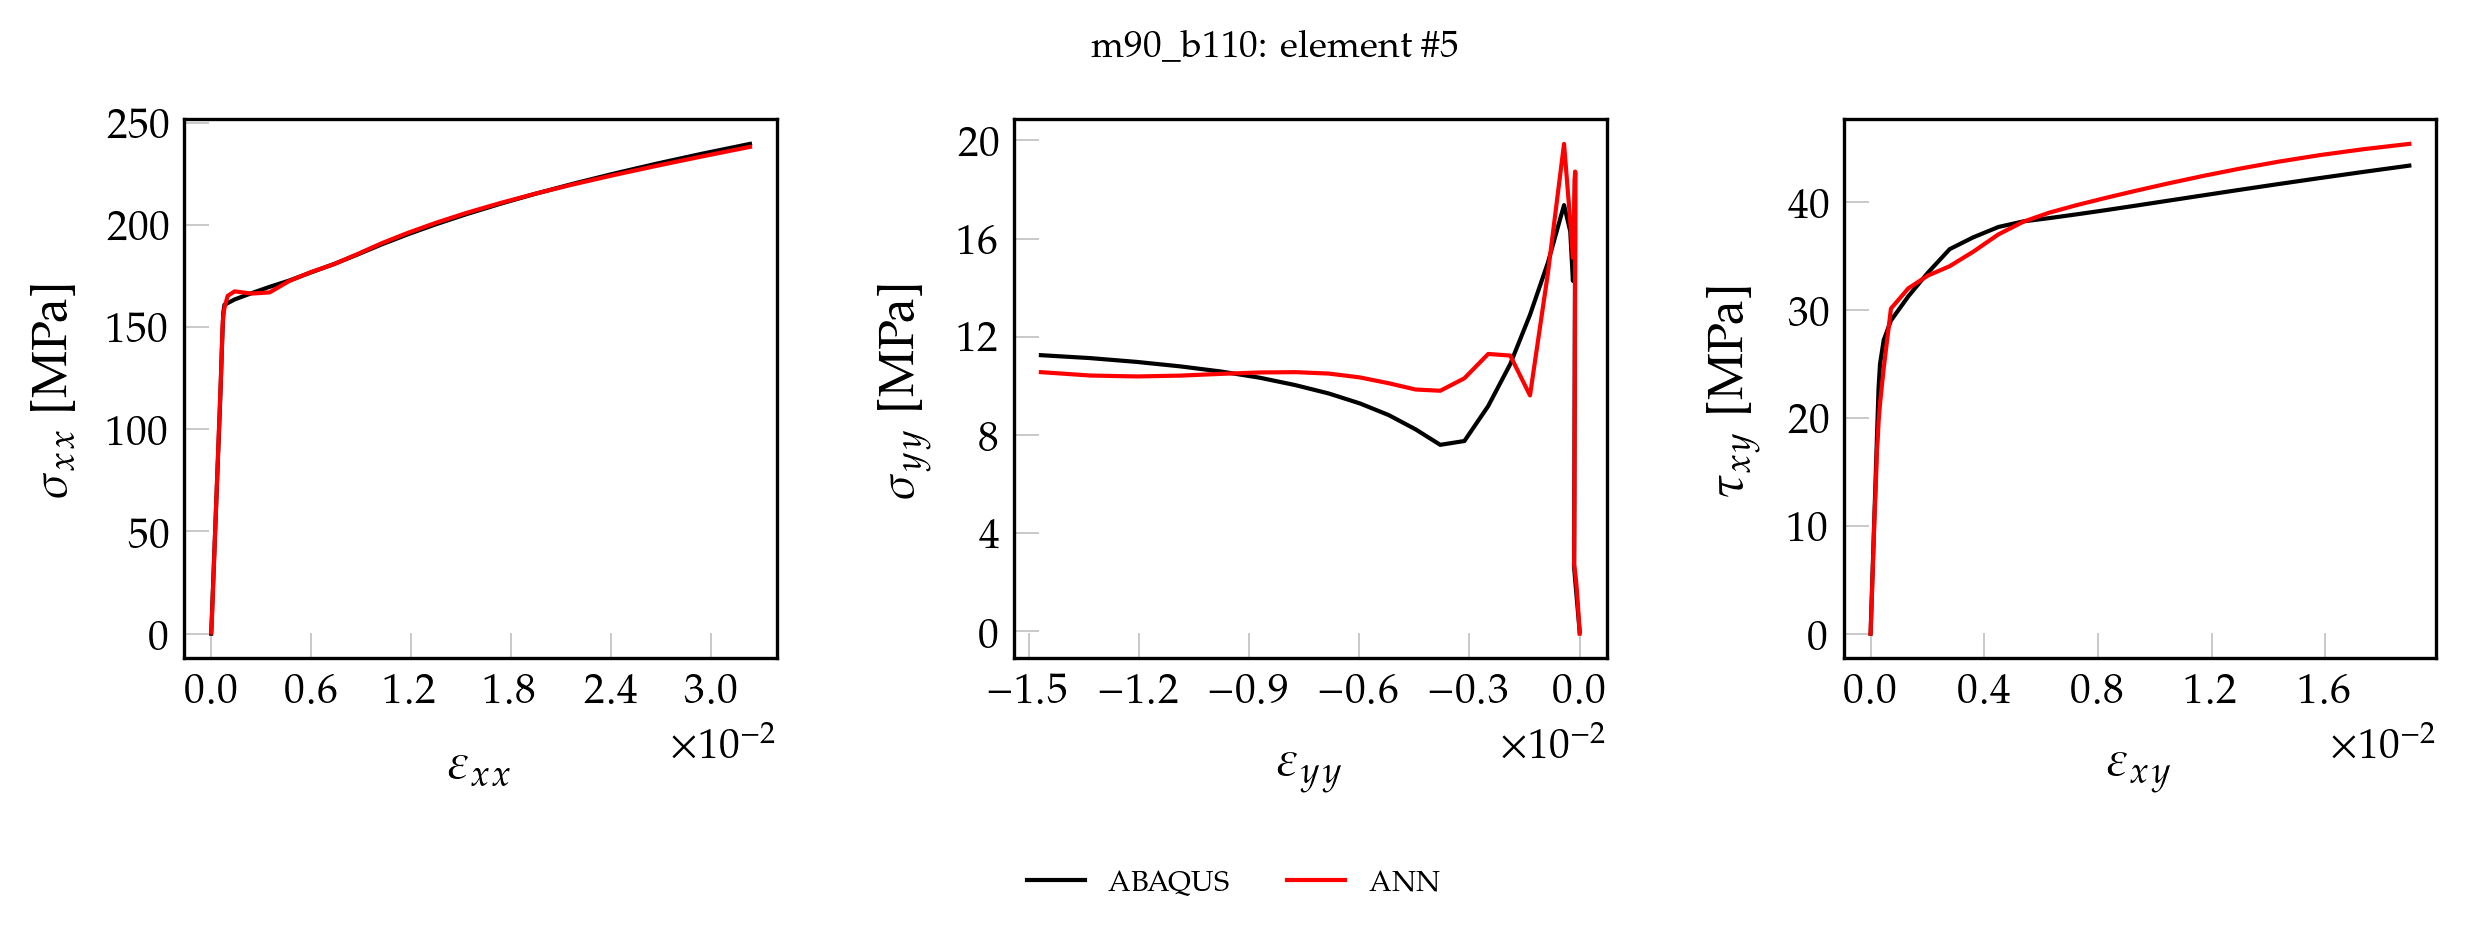 m90_b110: element #5
σxx [MPa]
250
200
150
100
50
0
0.0 0.6 1.2 1.8 2.4 3.0
×10−2
εxx
σyy [MPa]
20
16
12
8
4
0
−1.5 −1.2 −0.9 −0.6 −0.3 0.0
×10−2
εyy
τxy [MPa]
40
30
20
10
0
0.0 0.4 0.8 1.2 1.6
×10−2
εxy
ABAQUS ANN